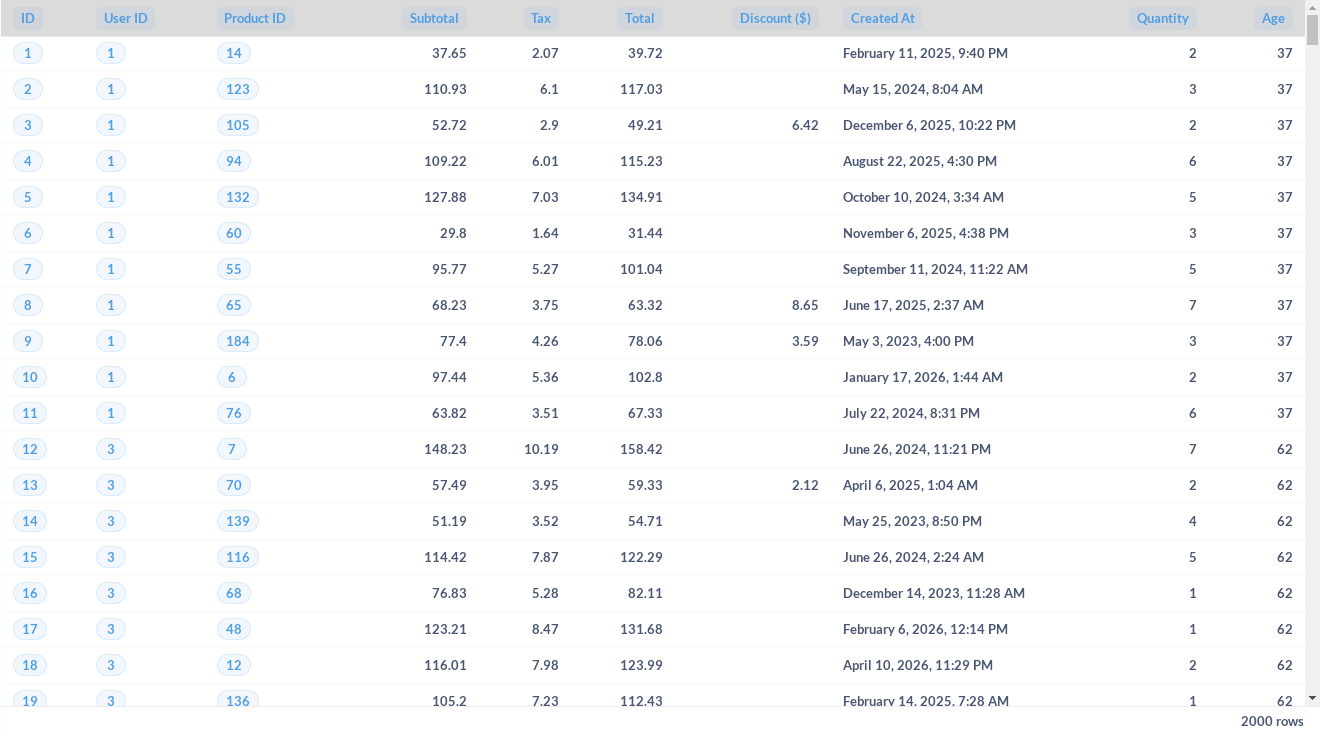 ID User ID Product ID Subtotal Tax Total Discount ($) Created At Quantity Age
1 1 14 37.65 2.07 39.72 February 11, 2025, 9:40 PM 2 37
2 1 123 110.93 6.1 117.03 May 15, 2024, 8:04 AM 3 37
3 1 105 52.72 2.9 49.21 6.42 December 6, 2025, 10:22 PM 2 37
4 1 94 109.22 6.01 115.23 August 22, 2025, 4:30 PM 6 37
5 1 132 127.88 7.03 134.91 October 10, 2024, 3:34 AM 5 37
6 1 60 29.8 1.64 31.44 November 6, 2025, 4:38 PM 3 37
7 1 55 95.77 5.27 101.04 September 11, 2024, 11:22 AM 5 37
8 1 65 68.23 3.75 63.32 8.65 June 17, 2025, 2:37 AM 7 37
9 1 184 77.4 4.26 78.06 3.59 May 3, 2023, 4:00 PM 3 37
10 1 6 97.44 5.36 102.8 January 17, 2026, 1:44 AM 2 37
11 1 76 63.82 3.51 67.33 July 22, 2024, 8:31 PM 6 37
12 3 7 148.23 10.19 158.42 June 26, 2024, 11:21 PM 7 62
13 3 70 57.49 3.95 59.33 2.12 April 6, 2025, 1:04 AM 2 62
14 3 139 51.19 3.52 54.71 May 25, 2023, 8:50 PM 4 62
15 3 116 114.42 7.87 122.29 June 26, 2024, 2:24 AM 5 62
16 3 68 76.83 5.28 82.11 December 14, 2023, 11:28 AM 1 62
17 3 48 123.21 8.47 131.68 February 6, 2026, 12:14 PM 1 62
18 3 12 116.01 7.98 123.99 April 10, 2026, 11:29 PM 2 62
19 3 136 105.2 7.23 112.43 February 14, 2025, 7:28 AM 1 62
2000 rows